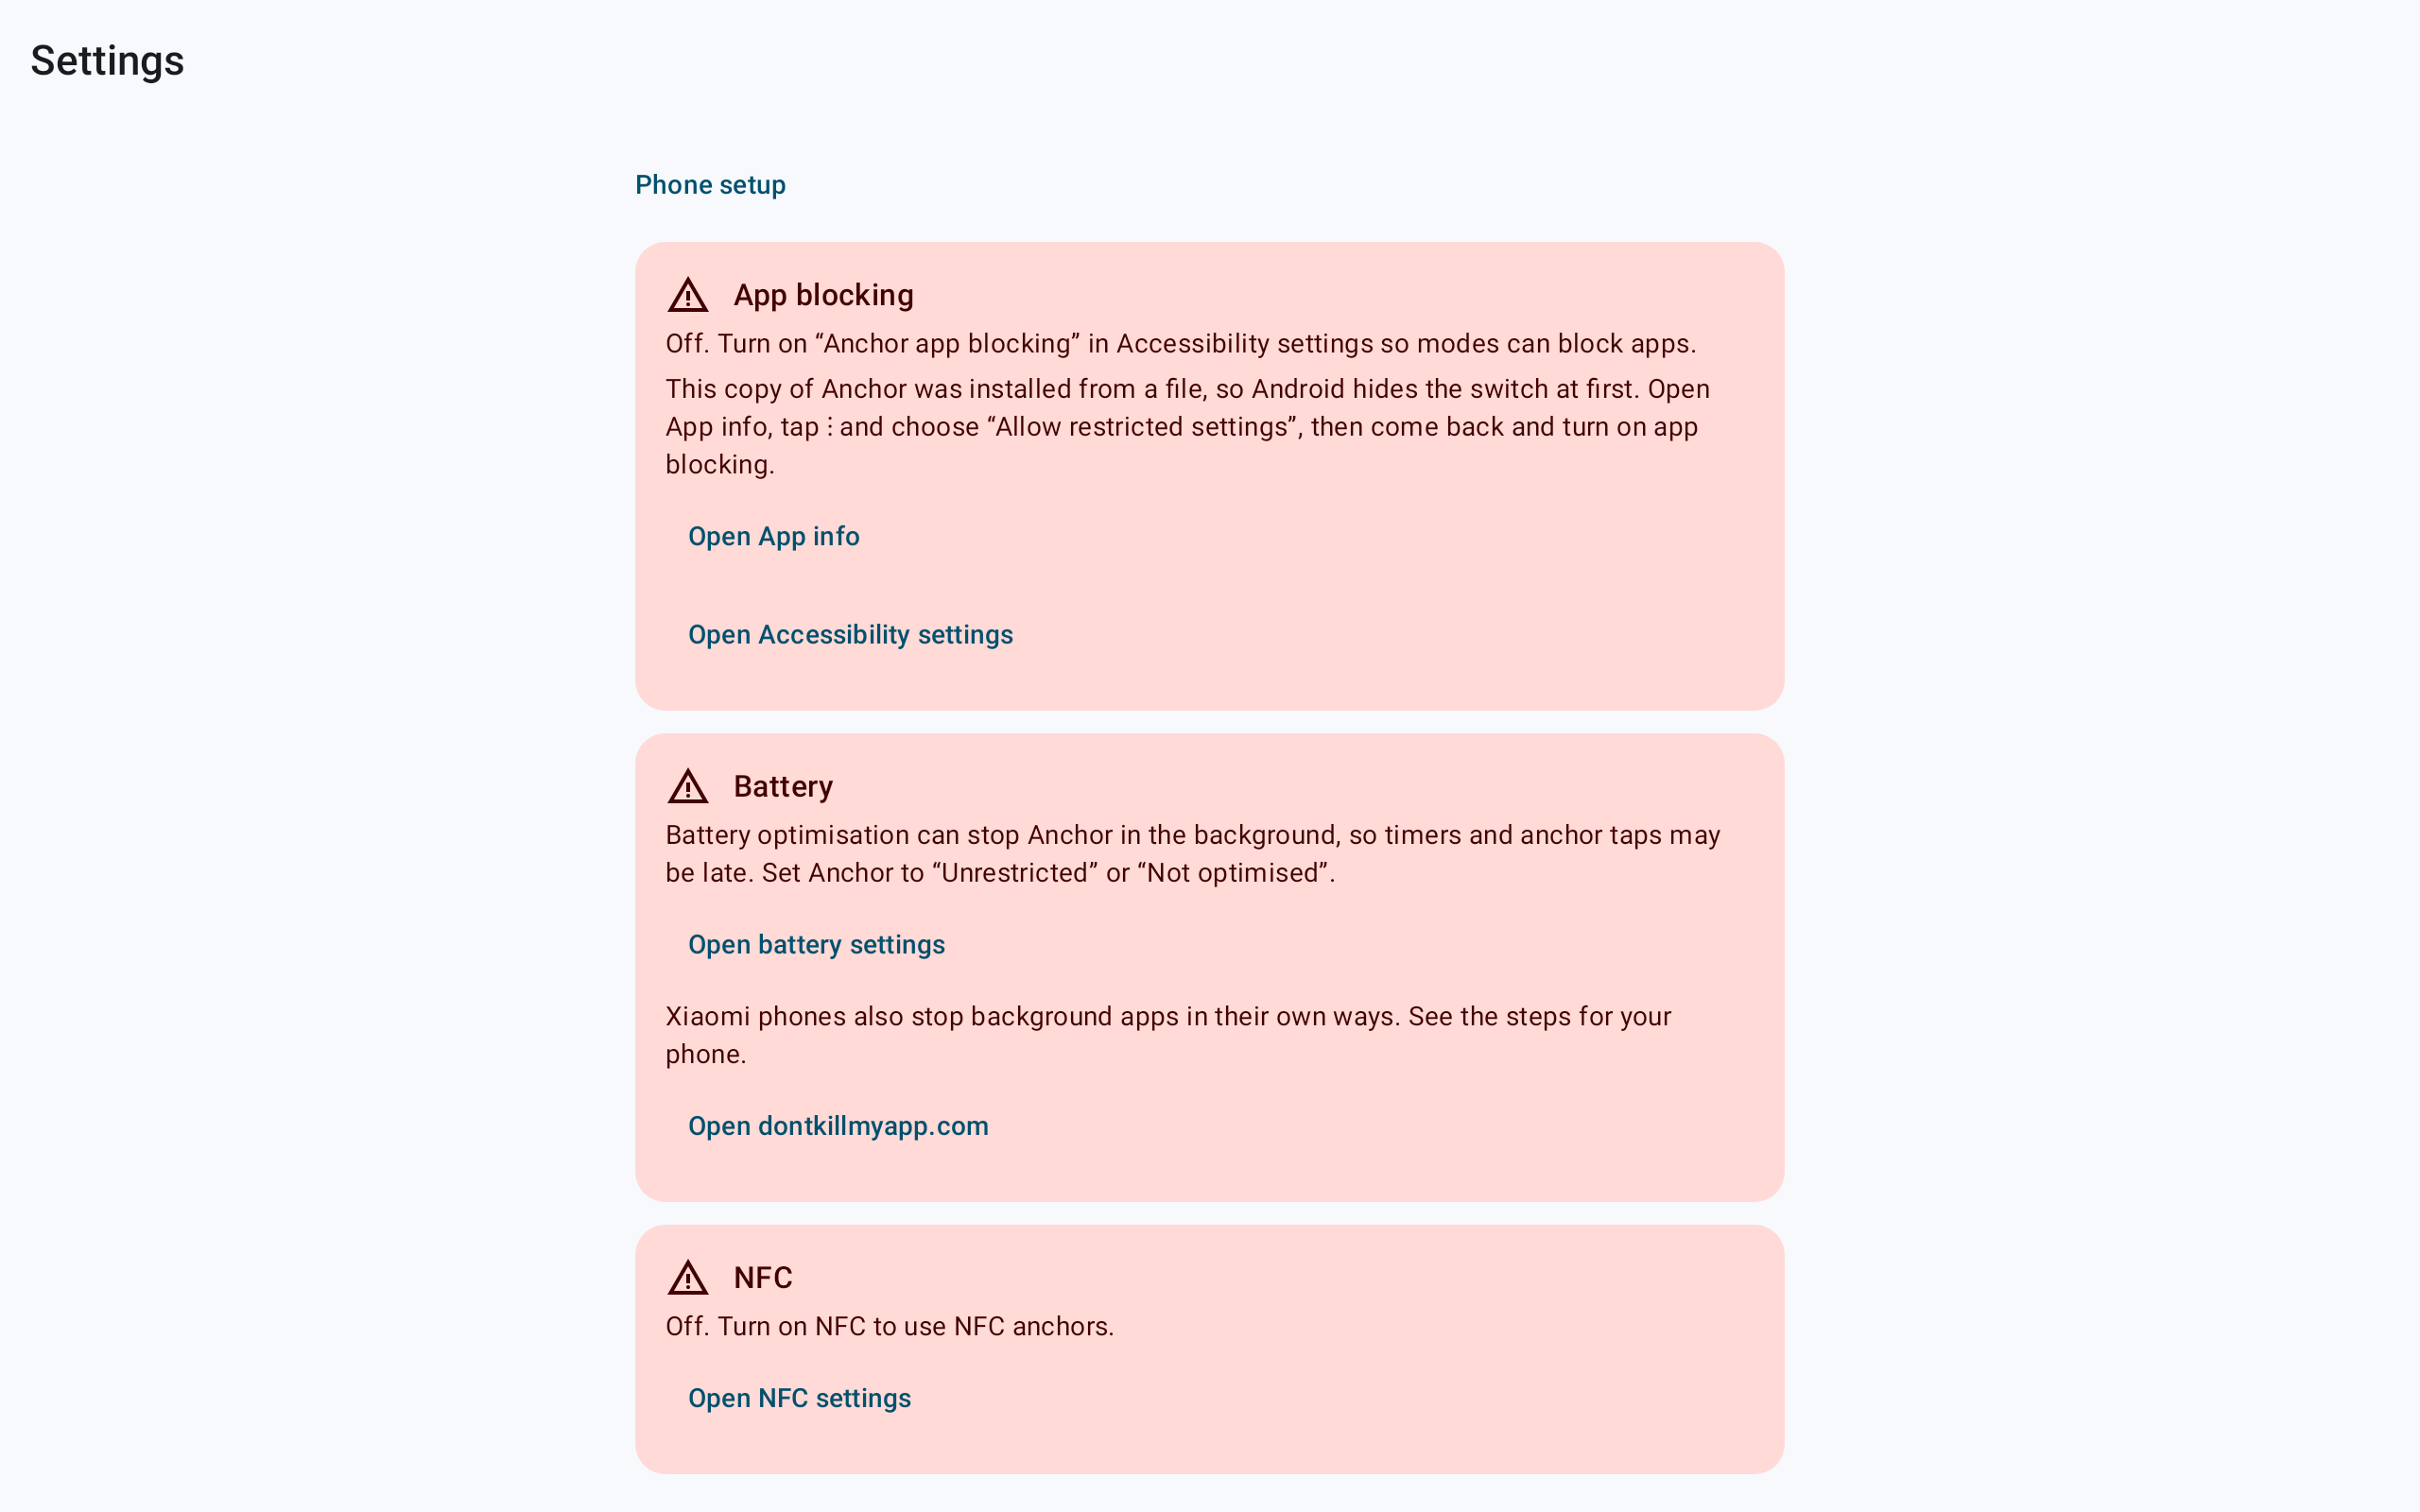 Settings
Phone setup
App blocking
Off. Turn on “Anchor app blocking” in Accessibility settings so modes can block apps.
This copy of Anchor was installed from a file, so Android hides the switch at first. Open
App info, tap ⋮ and choose “Allow restricted settings”, then come back and turn on app
blocking.
Open App info
Open Accessibility settings
Battery
Battery optimisation can stop Anchor in the background, so timers and anchor taps may
be late. Set Anchor to “Unrestricted” or “Not optimised”.
Open battery settings
Xiaomi phones also stop background apps in their own ways. See the steps for your
phone.
Open dontkillmyapp.com
NFC
Off. Turn on NFC to use NFC anchors.
Open NFC settings